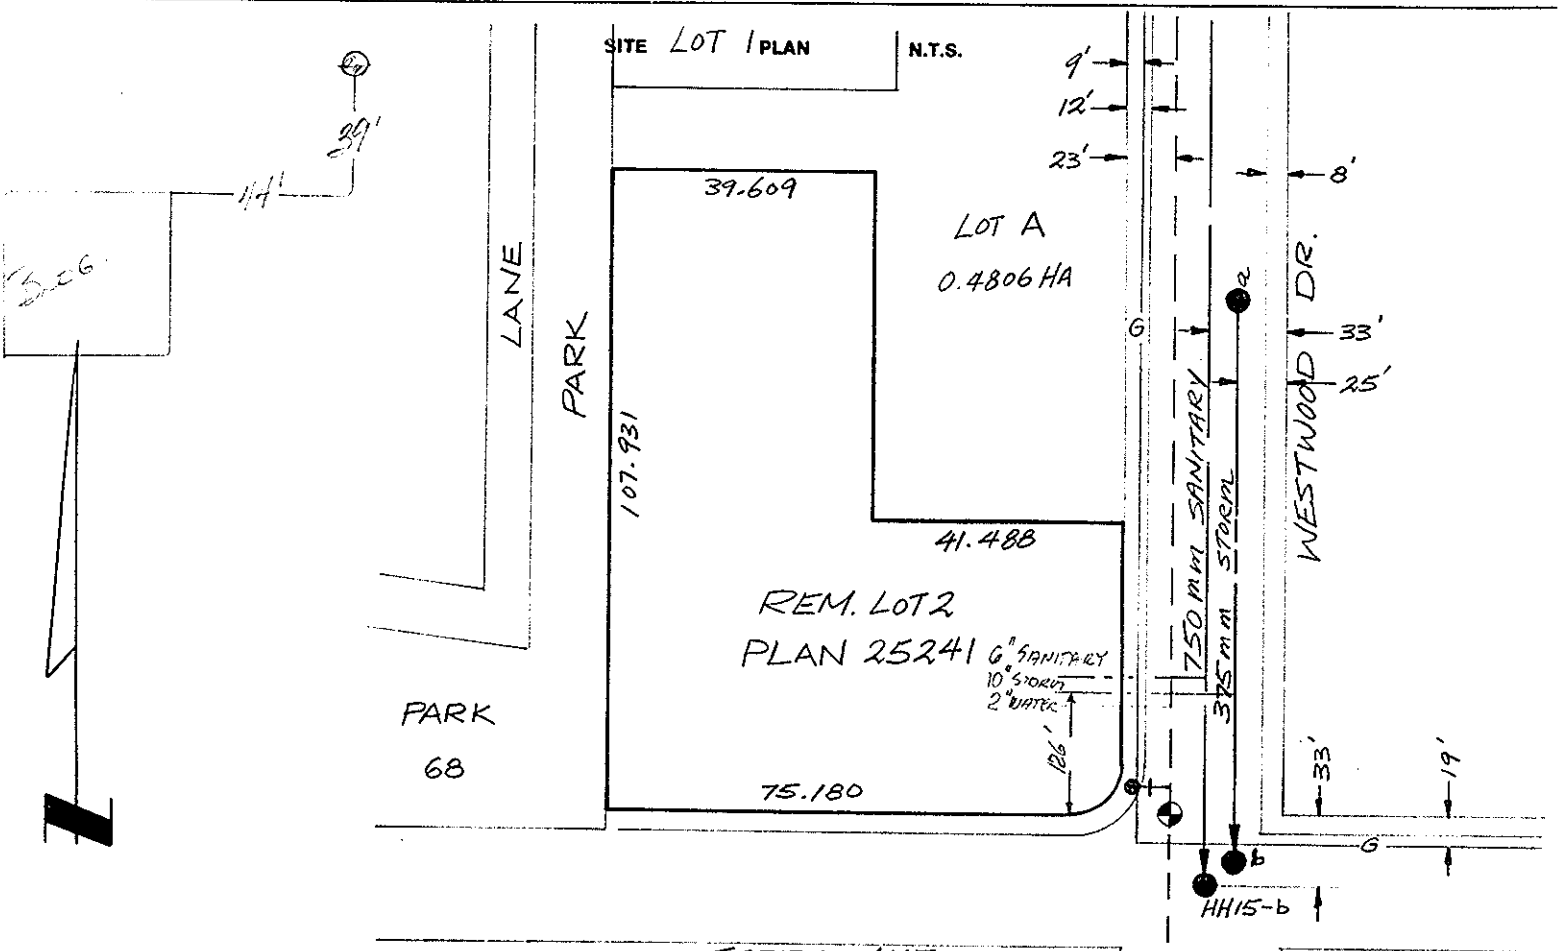 SITE LOT 1 PLAN N.T.S.
9'
12'
23'
8'
39'
44'
39.609
LOT A
0.4806 HA
LANE
PARK
107.931
G
a
33'
25'
WESTWOOD DR.
750 mm SANITARY
375 mm STORM
41.488
REM. LOT 2
PLAN 25241
6" SANITARY
10" STORM
2" WATER
126'
PARK
68
75.180
33'
19'
G
b
HH15-b